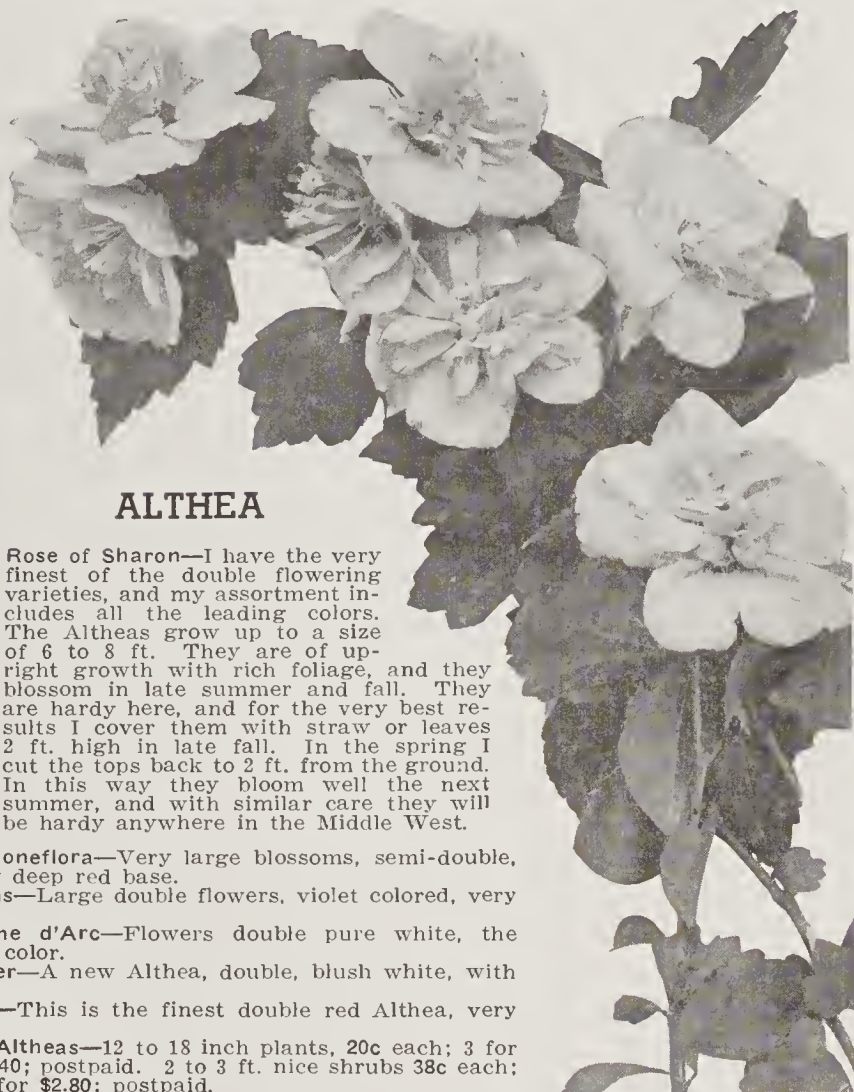 ALTHEA
Rose of Sharon—I have the very
finest of the double flowering
varieties, and my assortment in-
cludes all the leading colors.
The Altheas grow up to a size
of 6 to 8 ft. They are of up-
right growth with rich foliage, and they
blossom in late summer and fall. They
are hardy here, and for the very best re-
sults I cover them with straw or leaves
2 ft. high in late fall. In the spring I
cut the tops back to 2 ft. from the ground.
In this way they bloom well the next
summer, and with similar care they will
be hardy anywhere in the Middle West.
oneflora—Very large blossoms, semi-double,
deep red base.
s—Large double flowers, violet colored, very
ne d'Arc—Flowers double pure white, the
color.
er—A new Althea, double, blush white, with
—This is the finest double red Althea, very
Altheas—12 to 18 inch plants, 20c each; 3 for
40; postpaid. 2 to 3 ft. nice shrubs 38c each;
for $2.80; postpaid.